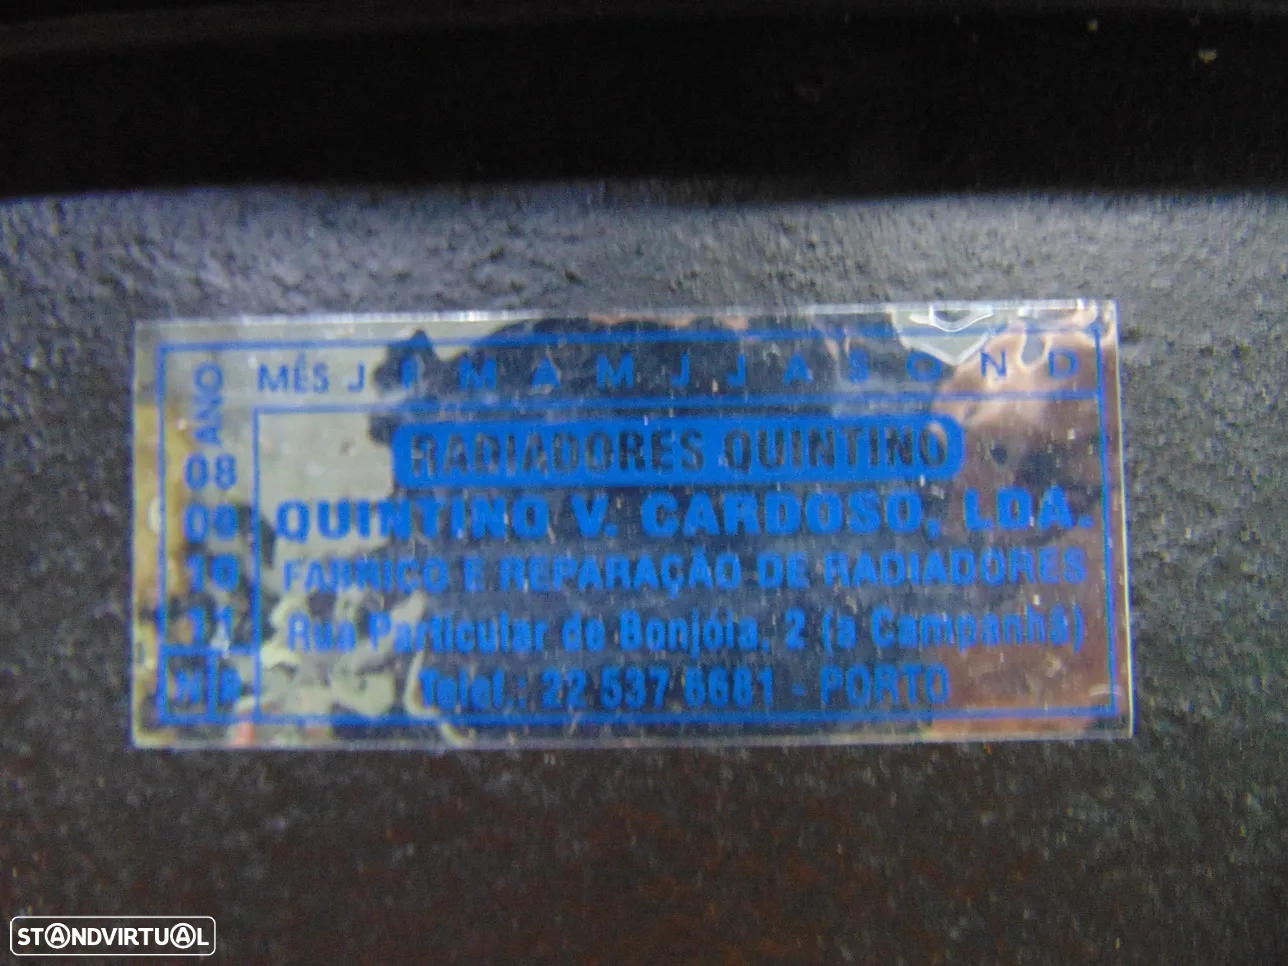 MÊS J F M A M J J A S O N D
ANO
08
09
10
11
Nº
RADIADORES QUINTINO
QUINTINO V. CARDOSO, LDA.
FABRICO E REPARAÇÃO DE RADIADORES
Rua Particular de Bonjóia, 2 (a Campanhã)
Telef.: 22 537 6681 - PORTO
STANDVIRTUAL